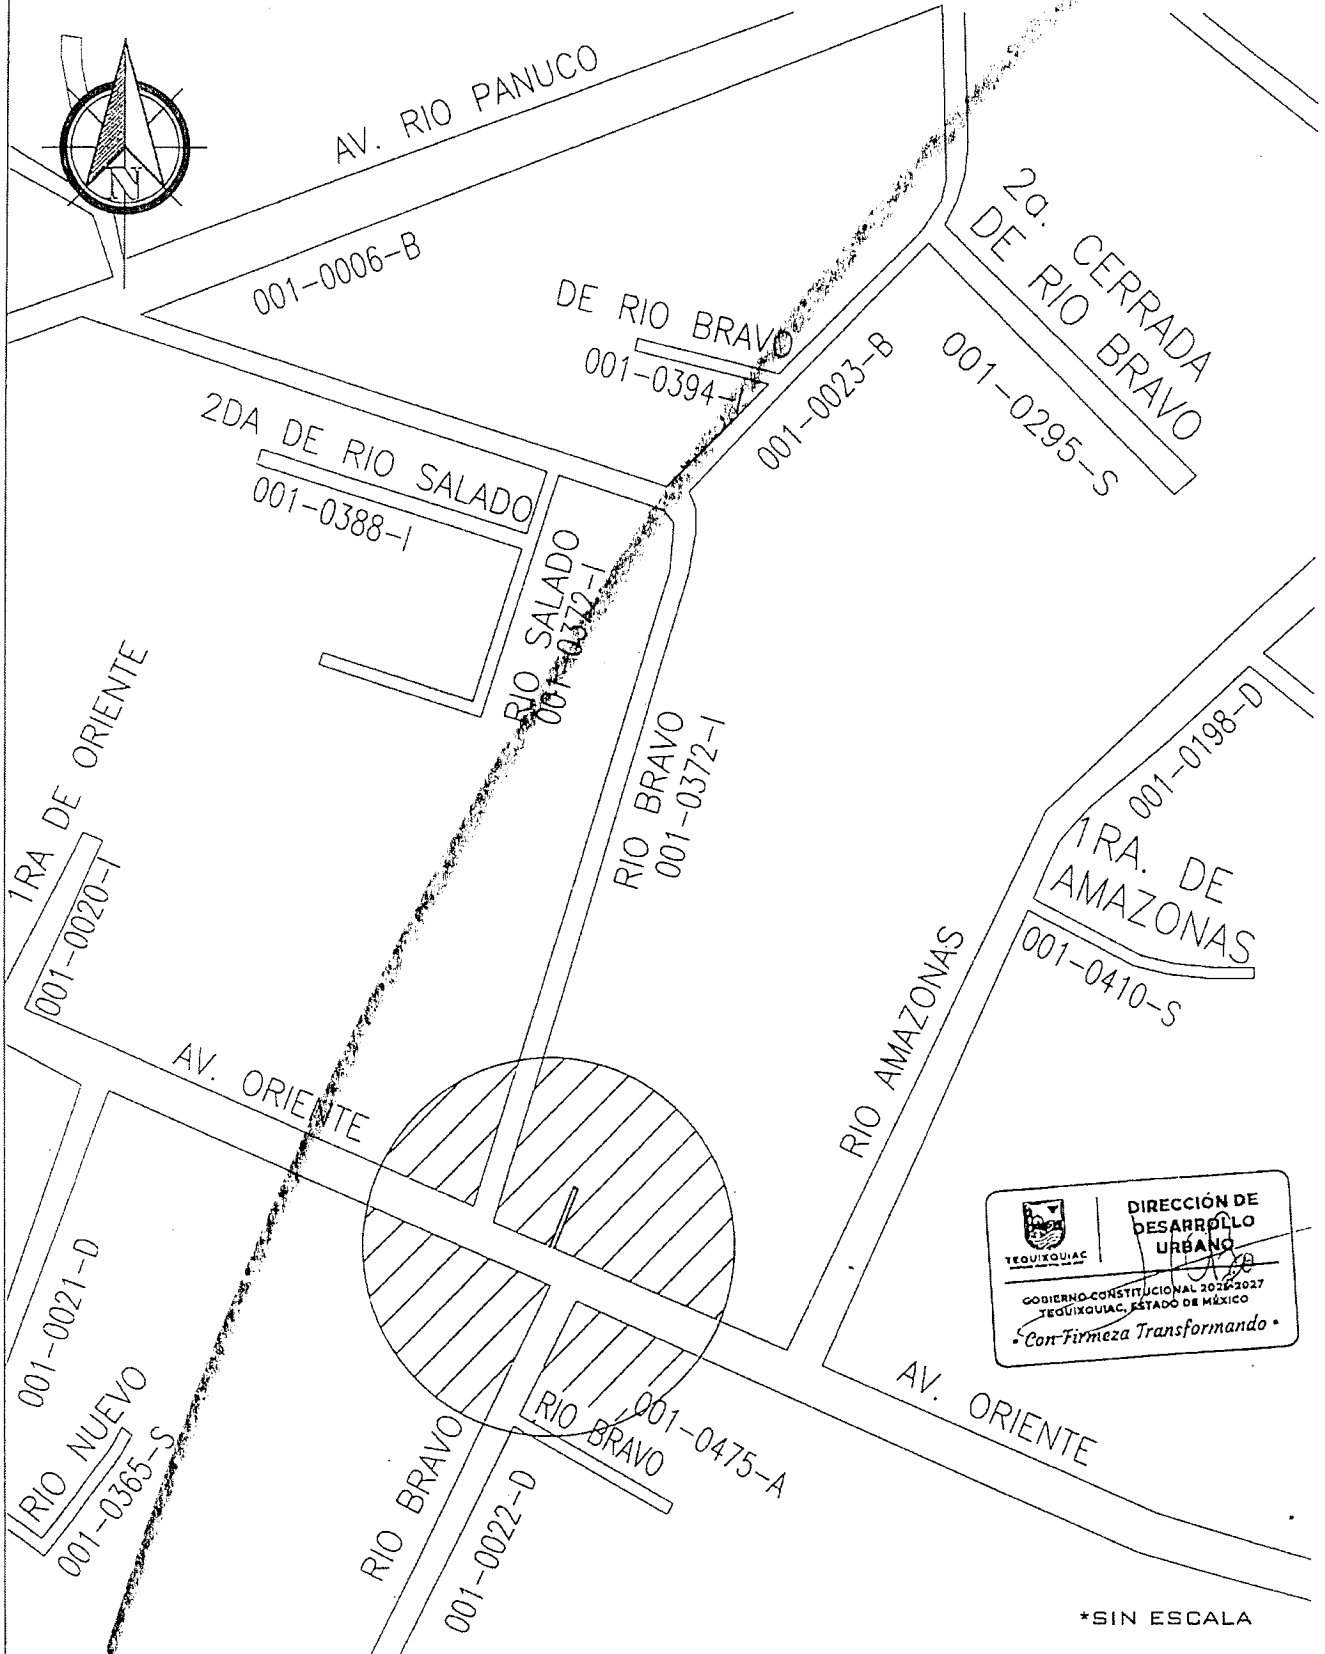 N
AV. RIO PANUCO
001-0006-B
2a. CERRADA
DE RIO BRAVO
001-0295-S
DE RIO BRAVO
001-0394-
001-0023-B
2DA DE RIO SALADO
001-0388-I
RIO SALADO
001-0372-I
RIO BRAVO
001-0372-I
1RA DE ORIENTE
001-0020-I
001-0198-D
1RA. DE
AMAZONAS
001-0410-S
RIO AMAZONAS
AV. ORIENTE
001-0021-D
RIO NUEVO
001-0365-S
RIO BRAVO
001-0022-D
RIO BRAVO
001-0475-A
AV. ORIENTE
TEQUIXQUIAC
DIRECCIÓN DE
DESARROLLO
URBANO
GOBIERNO CONSTITUCIONAL 2025-2027
TEQUIXQUIAC, ESTADO DE MÉXICO
• Con Firmeza Transformando •
*SIN ESCALA